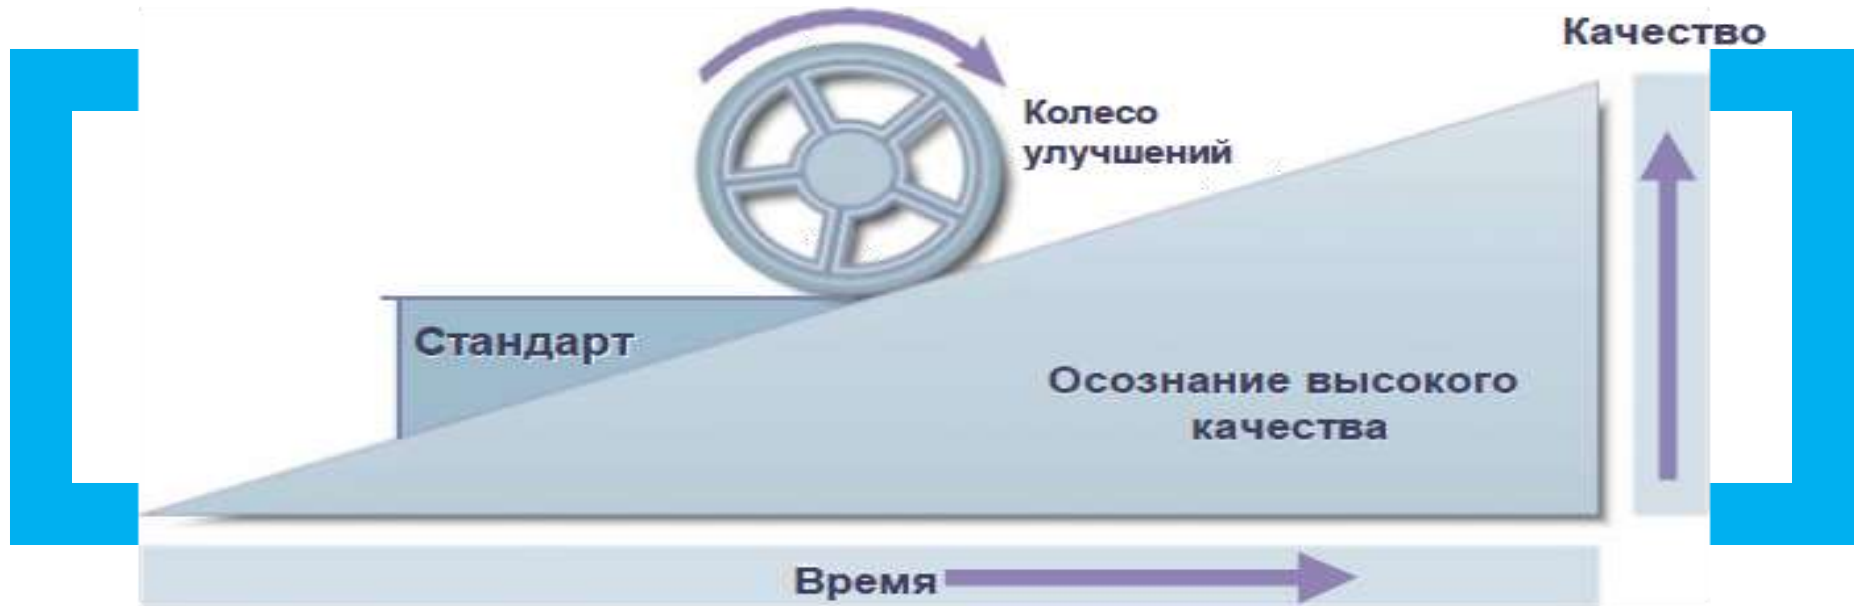 Качество
Колесо
улучшений
Стандарт
Осознание высокого
качества
Время